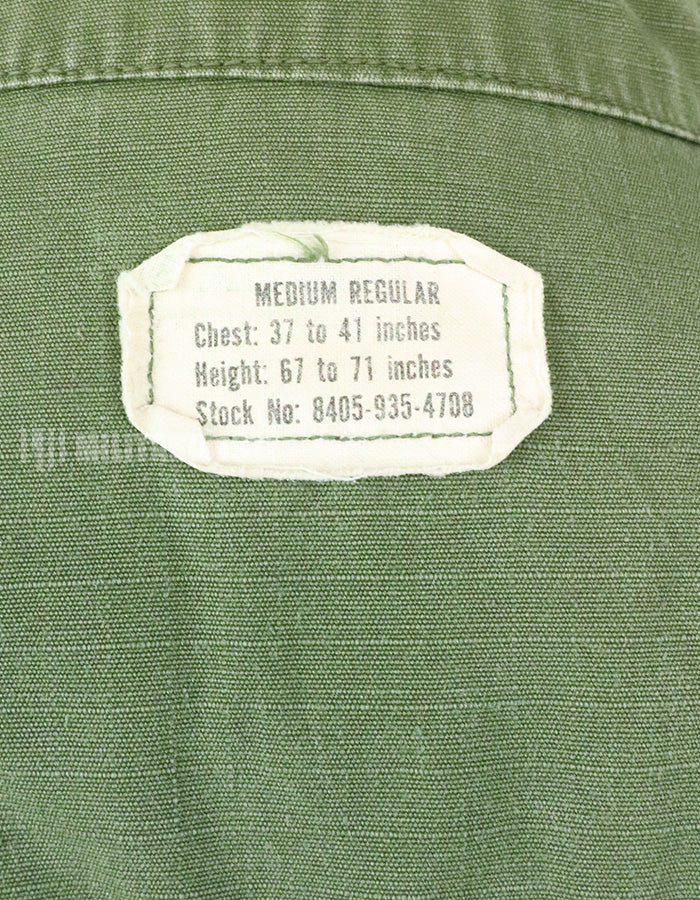 MEDIUM REGULAR
Chest: 37 to 41 inches
Height: 67 to 71 inches
Stock No: 8405-935-4708